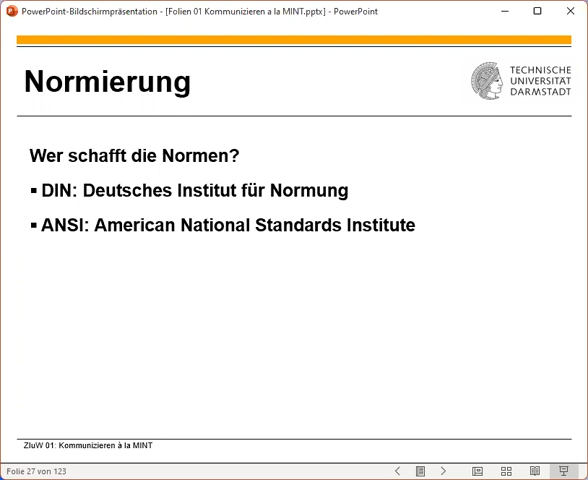 PowerPoint-Bildschirmpräsentation - [Folien 01 Kommunizieren a la MINT.pptx] - PowerPoint
Normierung
TECHNISCHE
UNIVERSITÄT
DARMSTADT
Wer schafft die Normen?
▪ DIN: Deutsches Institut für Normung
▪ ANSI: American National Standards Institute
ZIuW 01: Kommunizieren à la MINT
Folie 27 von 123